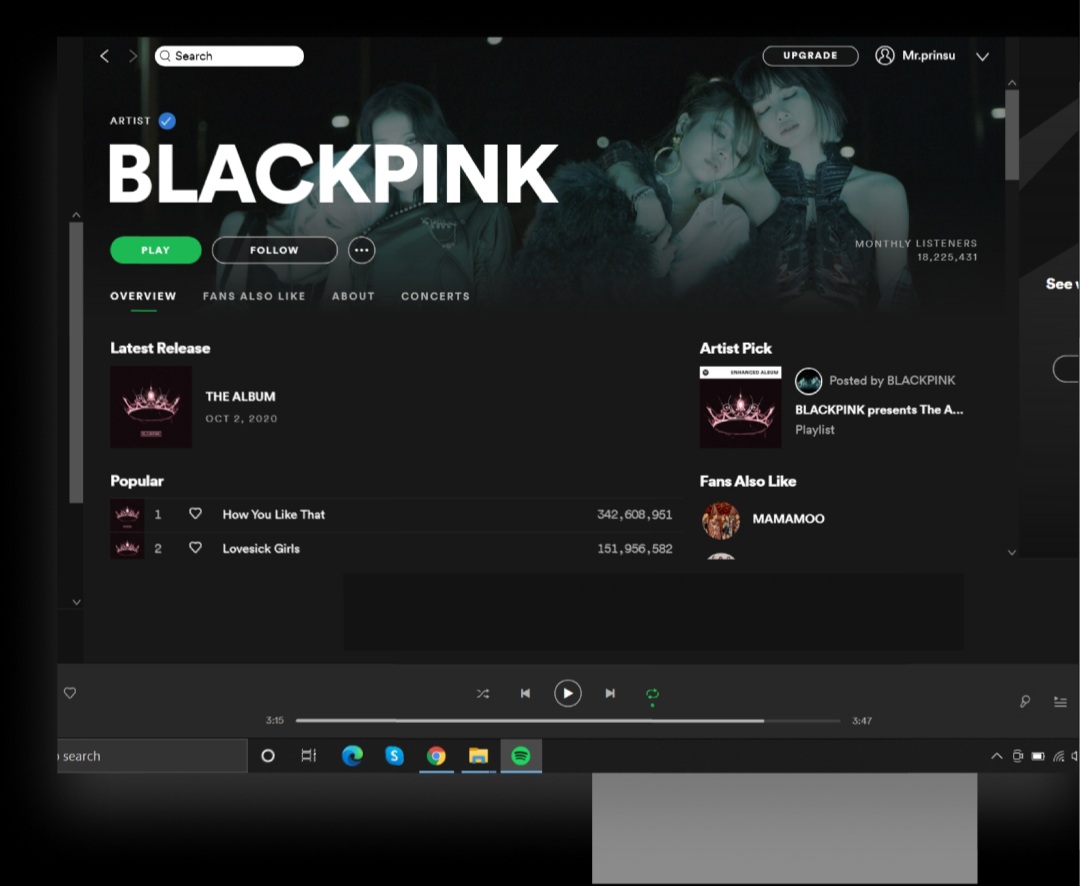 Search
UPGRADE
Mr.prinsu
ARTIST
BLACKPINK
PLAY
FOLLOW
MONTHLY LISTENERS
18,225,431
OVERVIEW
FANS ALSO LIKE
ABOUT
CONCERTS
See
Latest Release
THE ALBUM
OCT 2, 2020
Artist Pick
ENHANCED ALBUM
Posted by BLACKPINK
BLACKPINK presents The A...
Playlist
Popular
1 How You Like That 342,608,951
2 Lovesick Girls 151,956,582
Fans Also Like
MAMAMOO
3:15
3:47
search